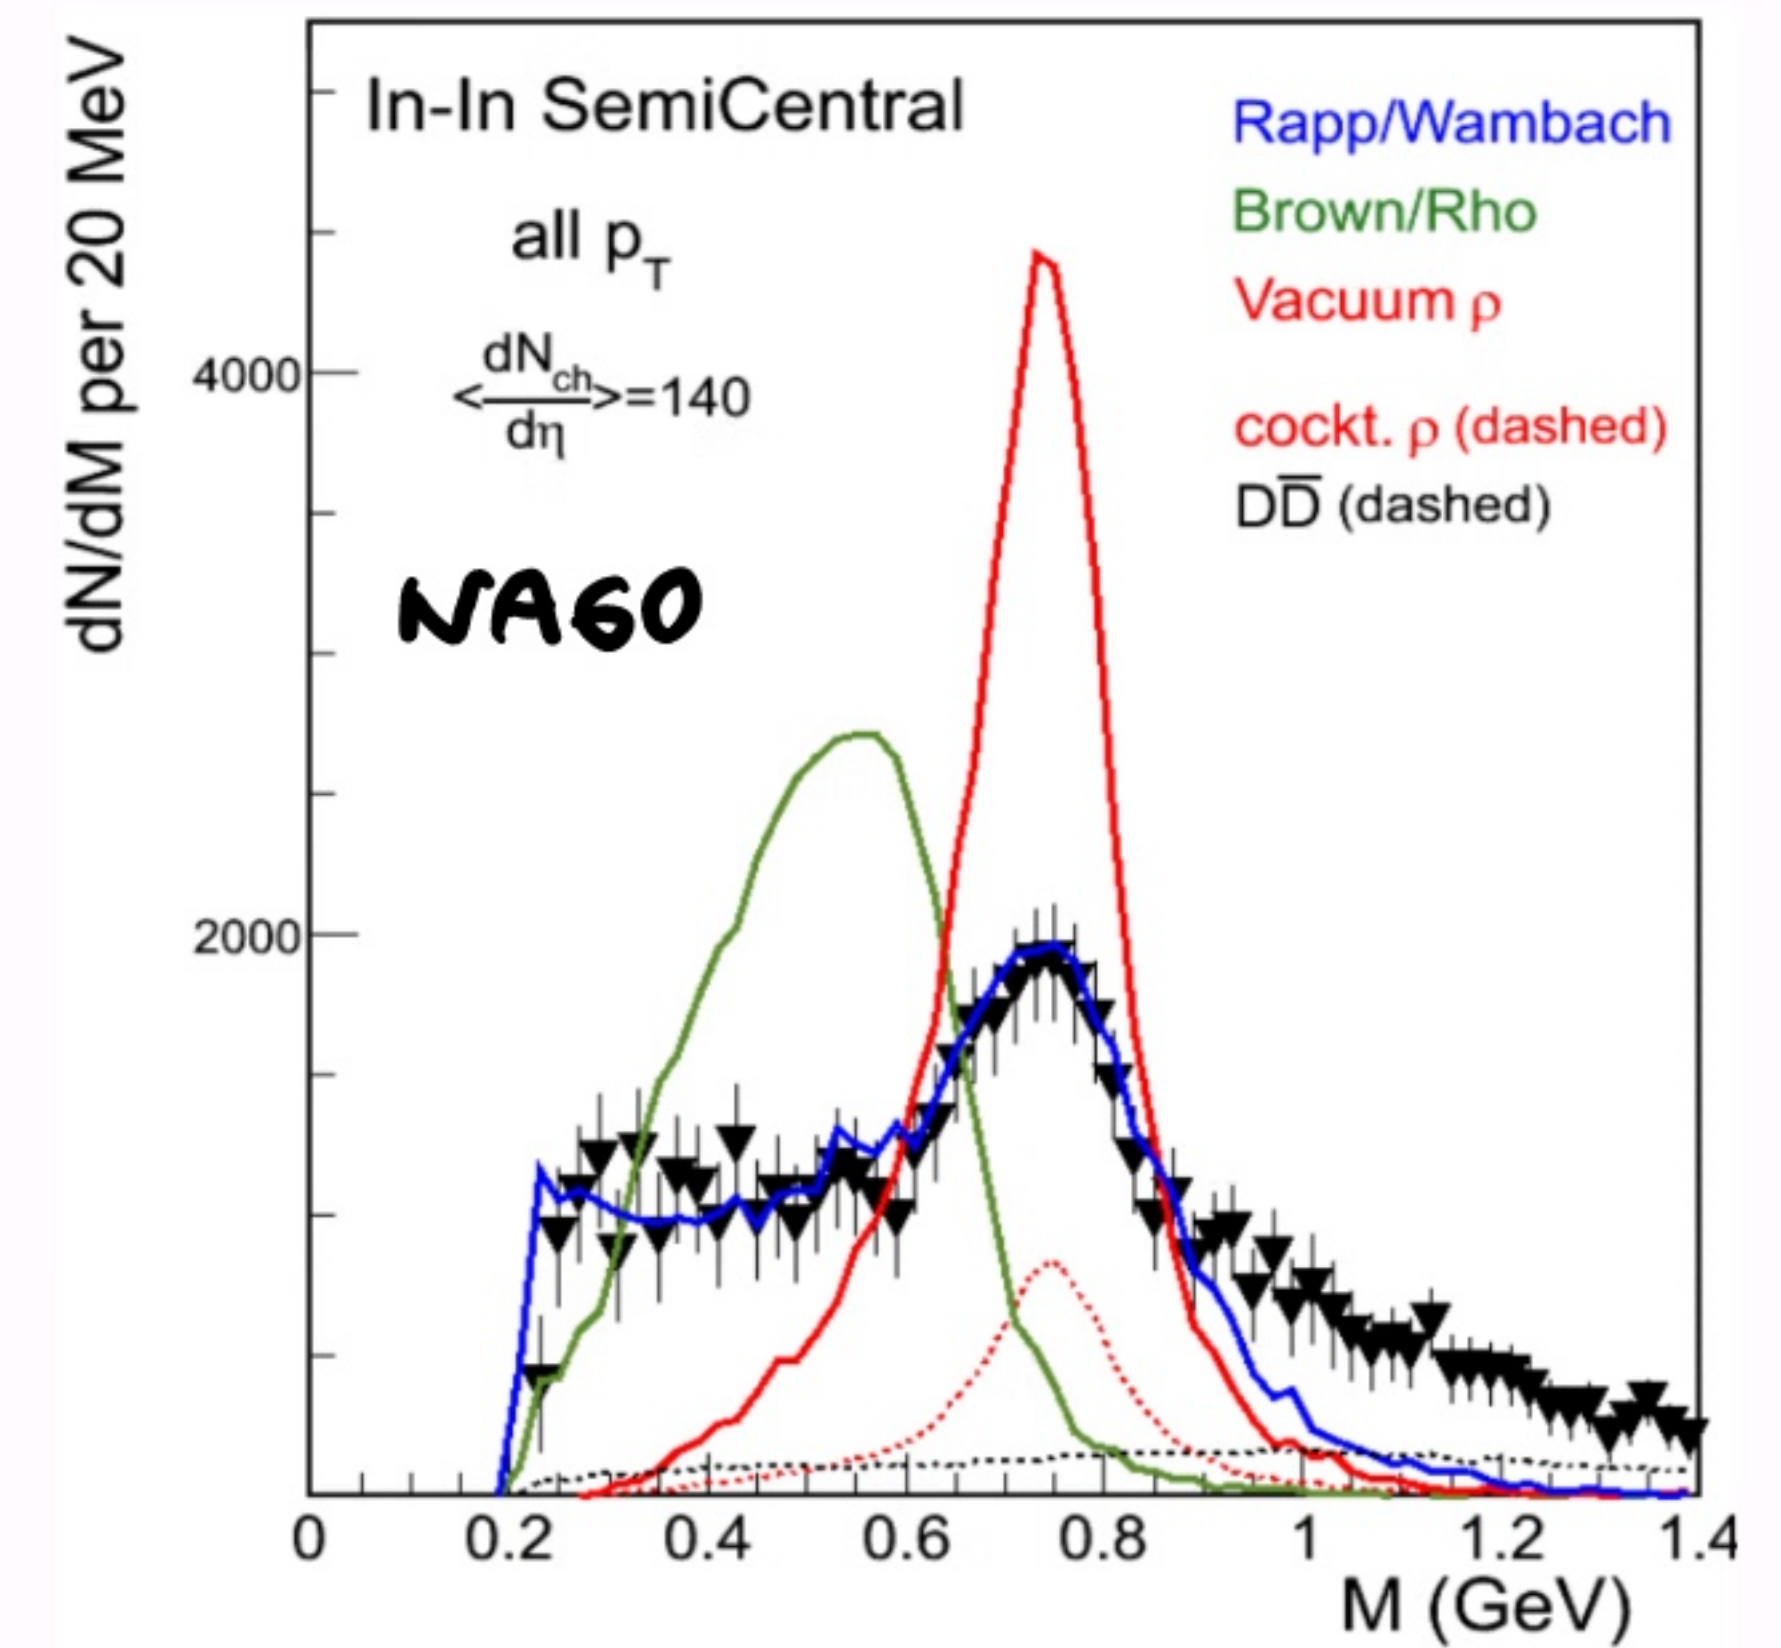 dN/dM per 20 MeV
In-In SemiCentral
all p_T
<dN_ch/dη>=140
NA60
Rapp/Wambach
Brown/Rho
Vacuum ρ
cockt. ρ (dashed)
DD̅ (dashed)
4000
2000
0 0.2 0.4 0.6 0.8 1 1.2 1.4
M (GeV)